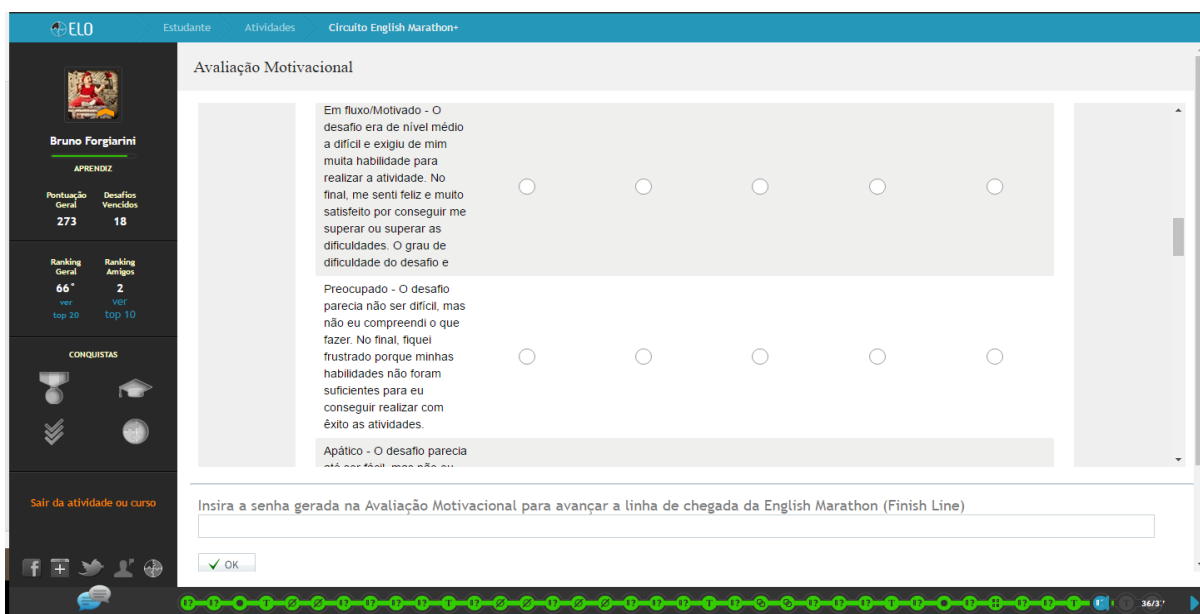 ELO Estudante Atividades Circuito English Marathon+
Avaliação Motivacional
Bruno Forgiarini
APRENDIZ
Pontuação Geral
Desafios Vencidos
273 18
Ranking Geral
Ranking Amigos
66° 2
ver top 20
ver top 10
CONQUISTAS
Sair da atividade ou curso
Em fluxo/Motivado - O
desafio era de nível médio
a difícil e exigiu de mim
muita habilidade para
realizar a atividade. No
final, me senti feliz e muito
satisfeito por conseguir me
superar ou superar as
dificuldades. O grau de
dificuldade do desafio e
Preocupado - O desafio
parecia não ser difícil, mas
não eu compreendi o que
fazer. No final, fiquei
frustrado porque minhas
habilidades não foram
suficientes para eu
conseguir realizar com
êxito as atividades.
Apático - O desafio parecia
até ser fácil, mas não eu
Insira a senha gerada na Avaliação Motivacional para avançar a linha de chegada da English Marathon (Finish Line)
OK